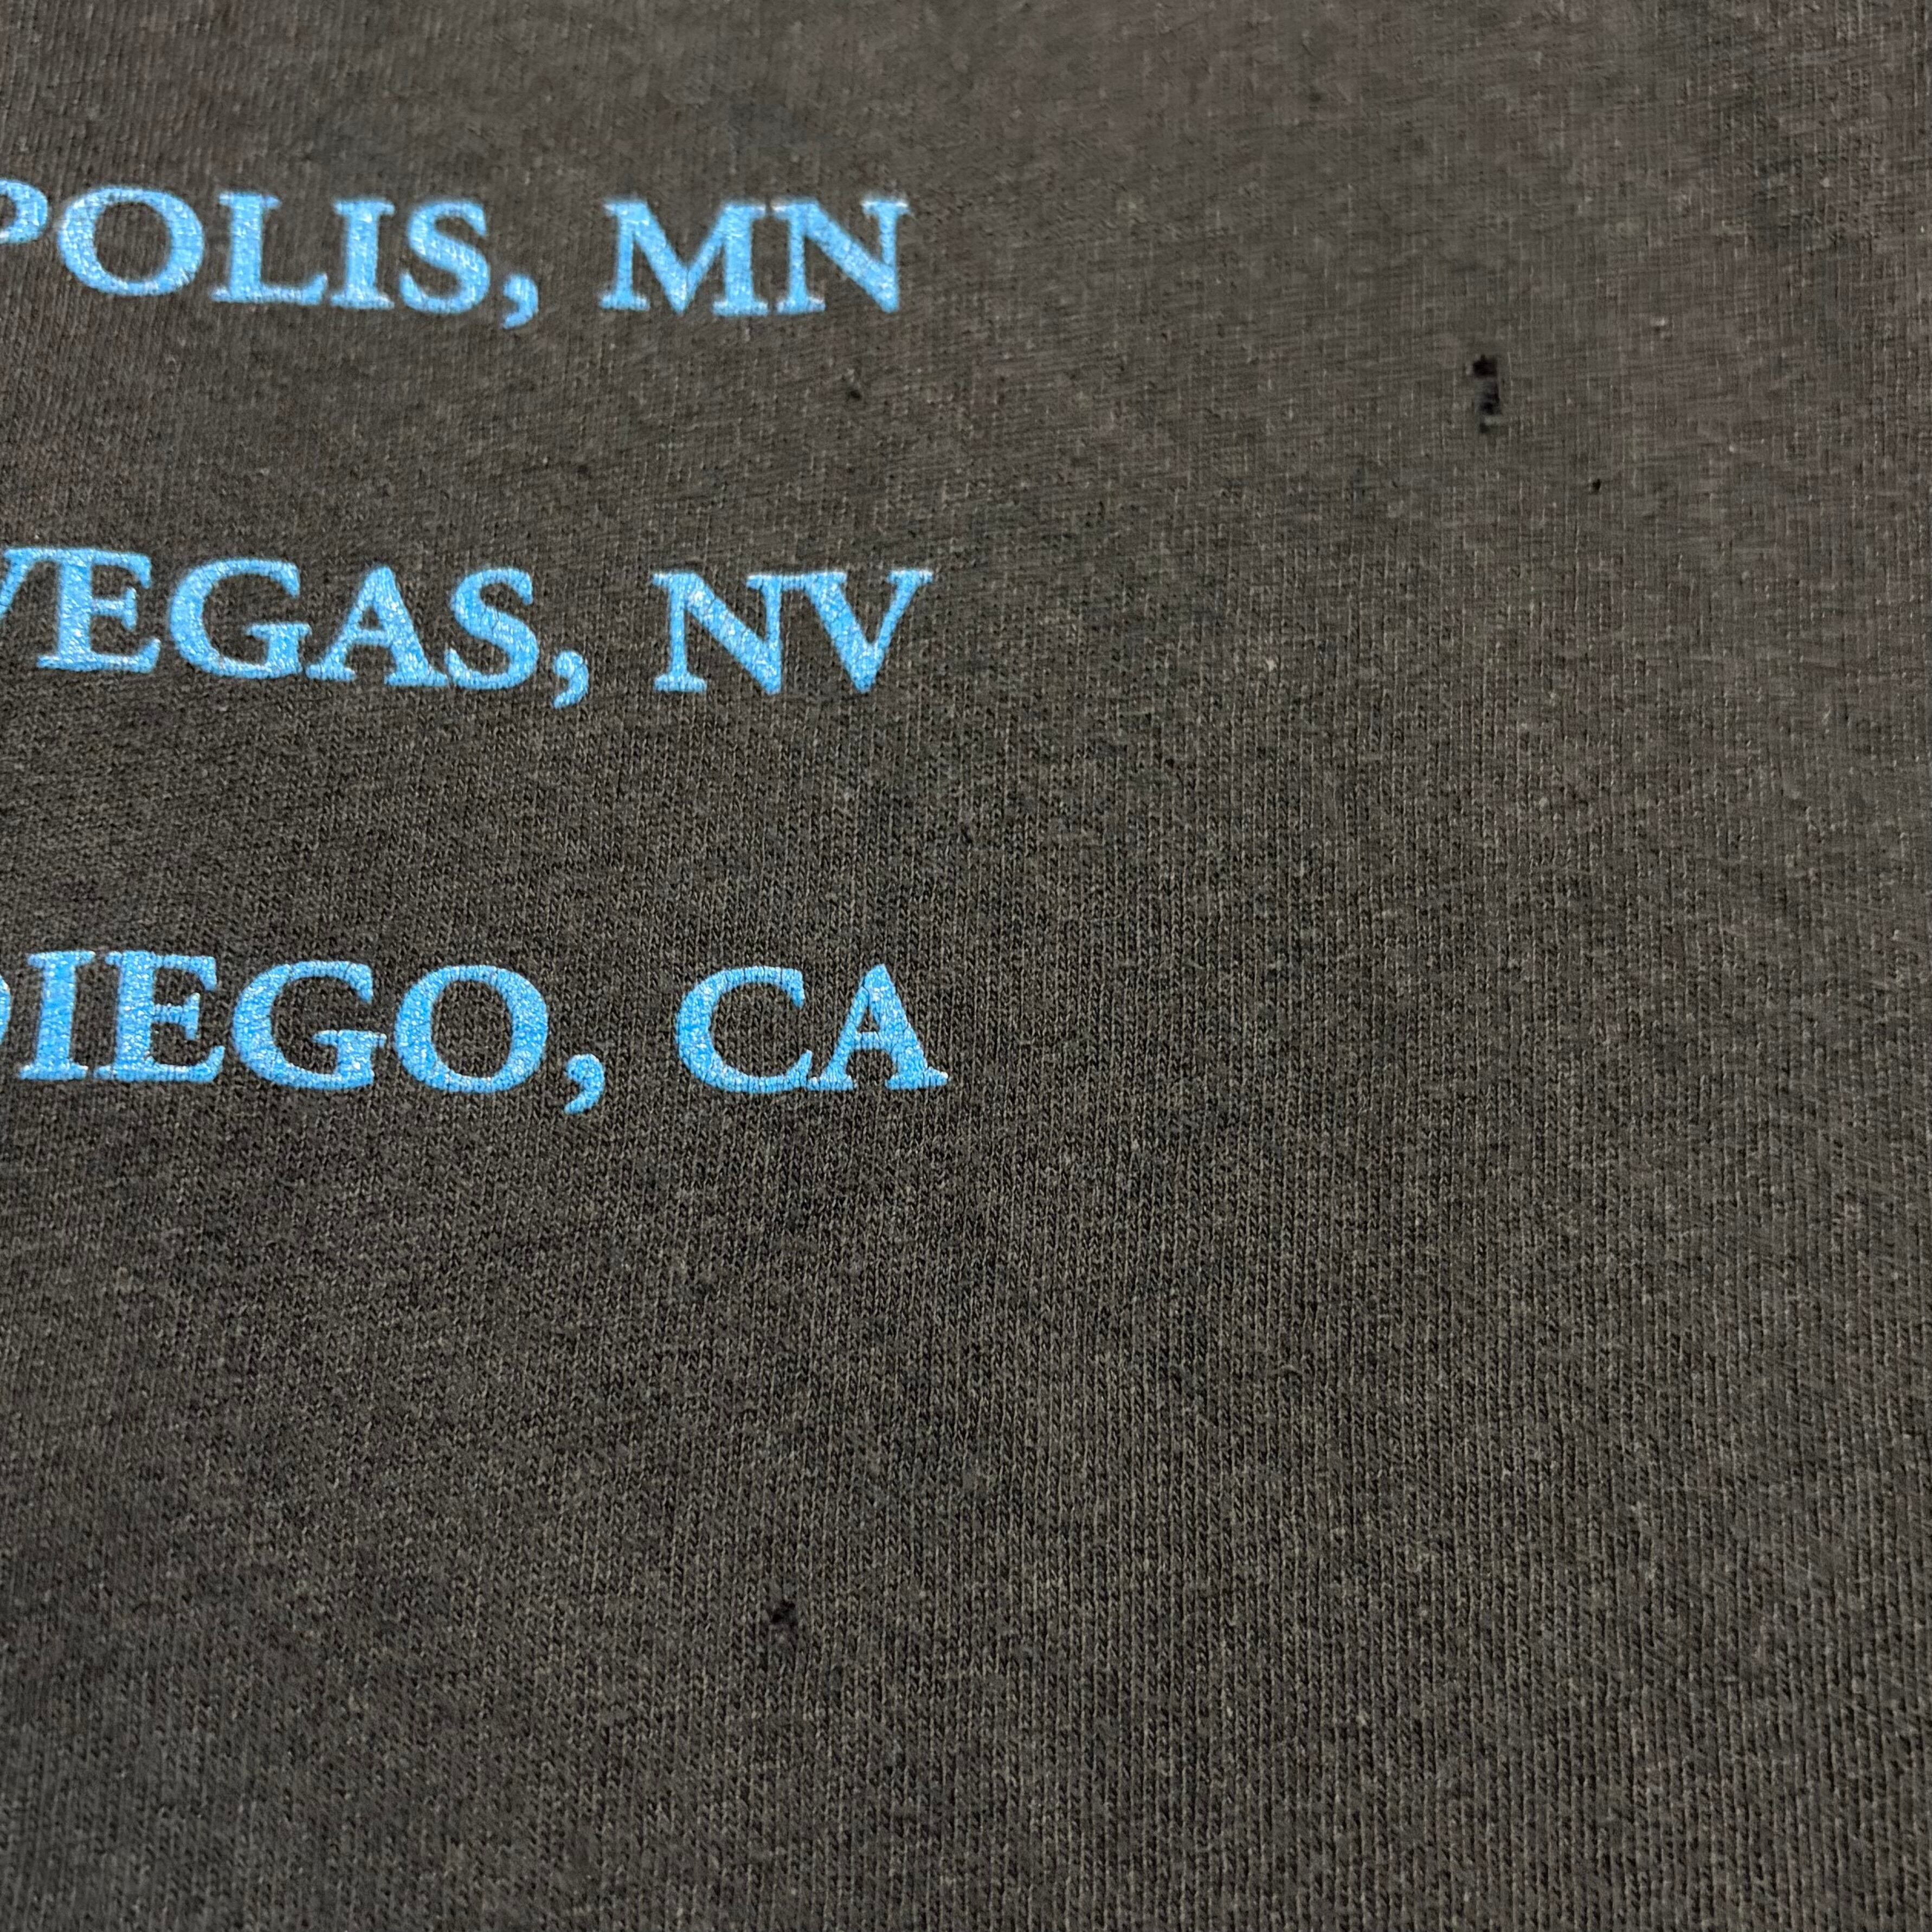 POLIS, MN
VEGAS, NV
DIEGO, CA